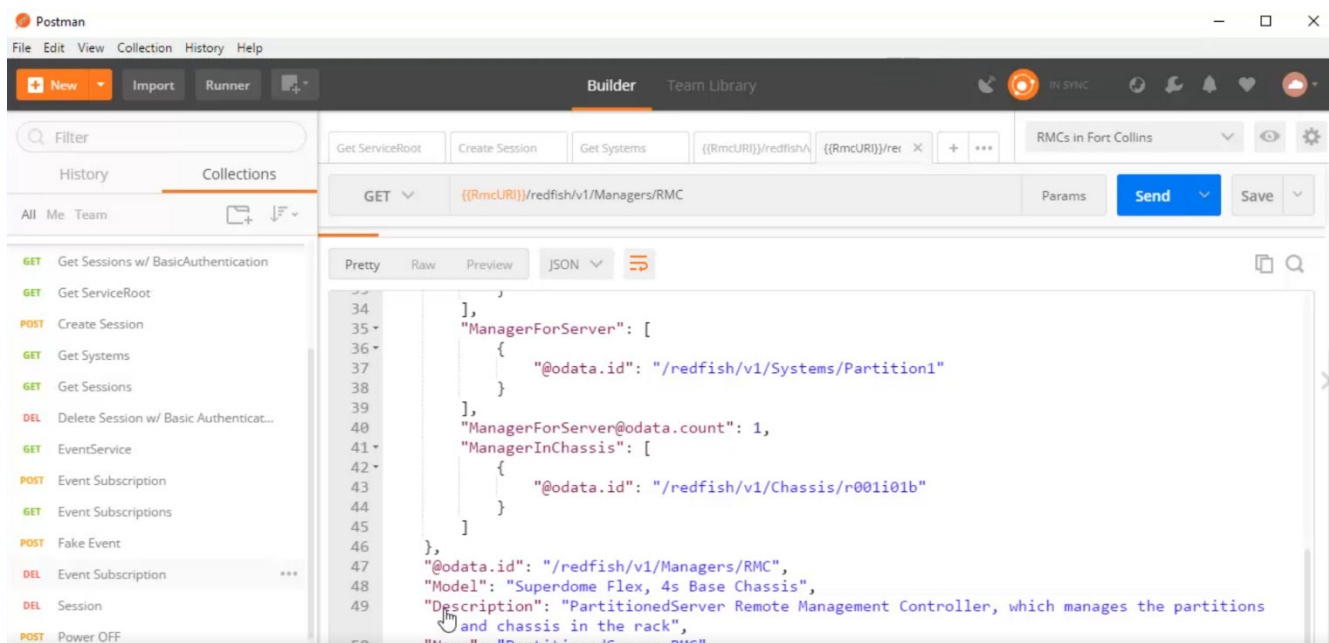 Postman
File Edit View Collection History Help
New Import Runner Builder Team Library IN SYNC
Filter
History Collections
All Me Team
GET Get Sessions w/ BasicAuthentication
GET Get ServiceRoot
POST Create Session
GET Get Systems
GET Get Sessions
DEL Delete Session w/ Basic Authenticat...
GET EventService
POST Event Subscription
GET Event Subscriptions
POST Fake Event
DEL Event Subscription
DEL Session
POST Power OFF
Get ServiceRoot Create Session Get Systems {{RmcURI}}/redfish/ {{RmcURI}}/re
RMCs in Fort Collins
GET {{RmcURI}}/redfish/v1/Managers/RMC Params Send Save
Pretty Raw Preview JSON
34 ],
35 "ManagerForServer": [
36 {
37 "@odata.id": "/redfish/v1/Systems/Partition1"
38 }
39 ],
40 "ManagerForServer@odata.count": 1,
41 "ManagerInChassis": [
42 {
43 "@odata.id": "/redfish/v1/Chassis/r001i01b"
44 }
45 ]
46 },
47 "@odata.id": "/redfish/v1/Managers/RMC",
48 "Model": "Superdome Flex, 4s Base Chassis",
49 "Description": "PartitionedServer Remote Management Controller, which manages the partitions
and chassis in the rack",